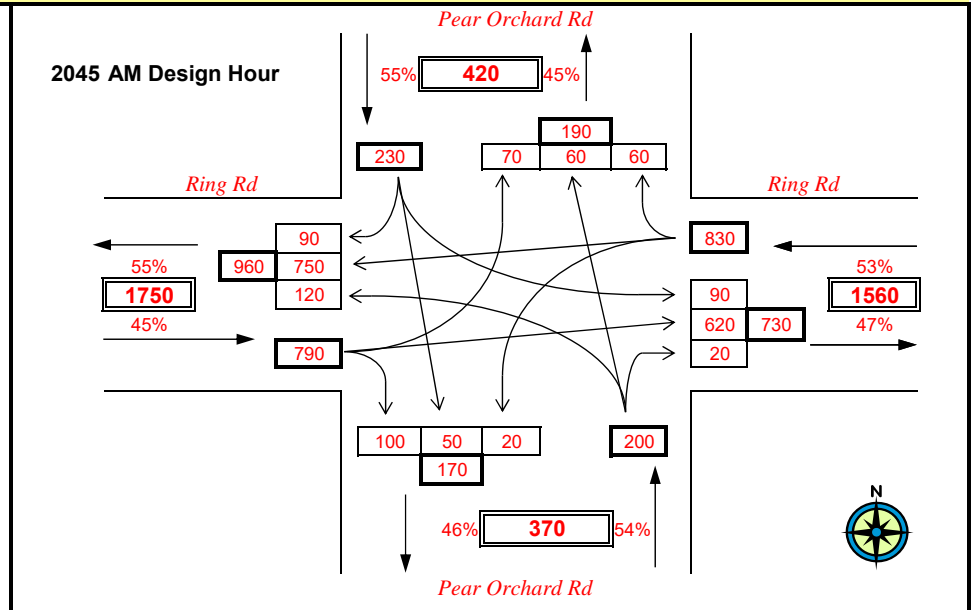 Pear Orchard Rd
2045 AM Design Hour
55% 420 45%
190
230 70 60 60
Ring Rd Ring Rd
90 830
55% 960 750 53%
1750 120 90 1560
45% 620 730 47%
790 20
100 50 20 200
170
N
46% 370 54%
Pear Orchard Rd